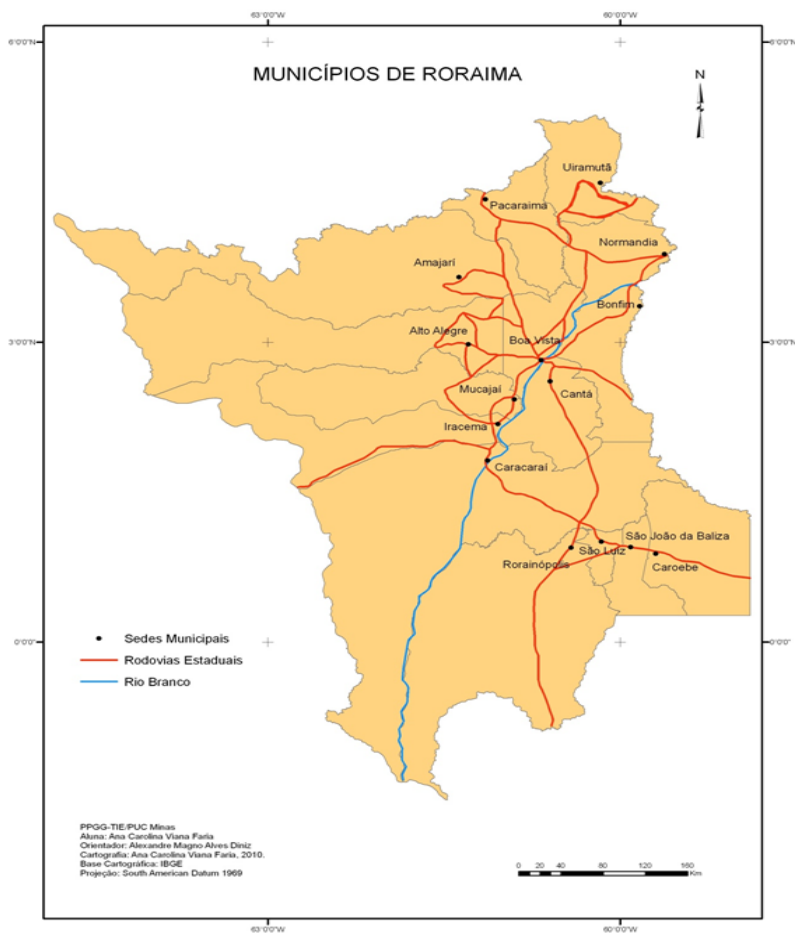 63°0'0"W
60°0'0"W
6°0'0"N
6°0'0"N
MUNICÍPIOS DE RORAIMA
N
Uiramutã
Pacaraima
Normandia
Amajarí
Bonfim
3°0'0"N
3°0'0"N
Alto Alegre
Boa Vista
Mucajaí
Cantá
Iracema
Caracaraí
São João da Baliza
São Luiz
Rorainópolis
Caroebe
0°0'0"
0°0'0"
Sedes Municipais
Rodovias Estaduais
Rio Branco
PPGG-TIE/PUC Minas
Aluna: Ana Carolina Viana Faria
Orientador: Alexandre Magno Alves Diniz
Cartografia: Ana Carolina Viana Faria, 2010.
Base Cartográfica: IBGE
Projeção: South American Datum 1969
0 20 40 80 120 160
Km
63°0'0"W
60°0'0"W